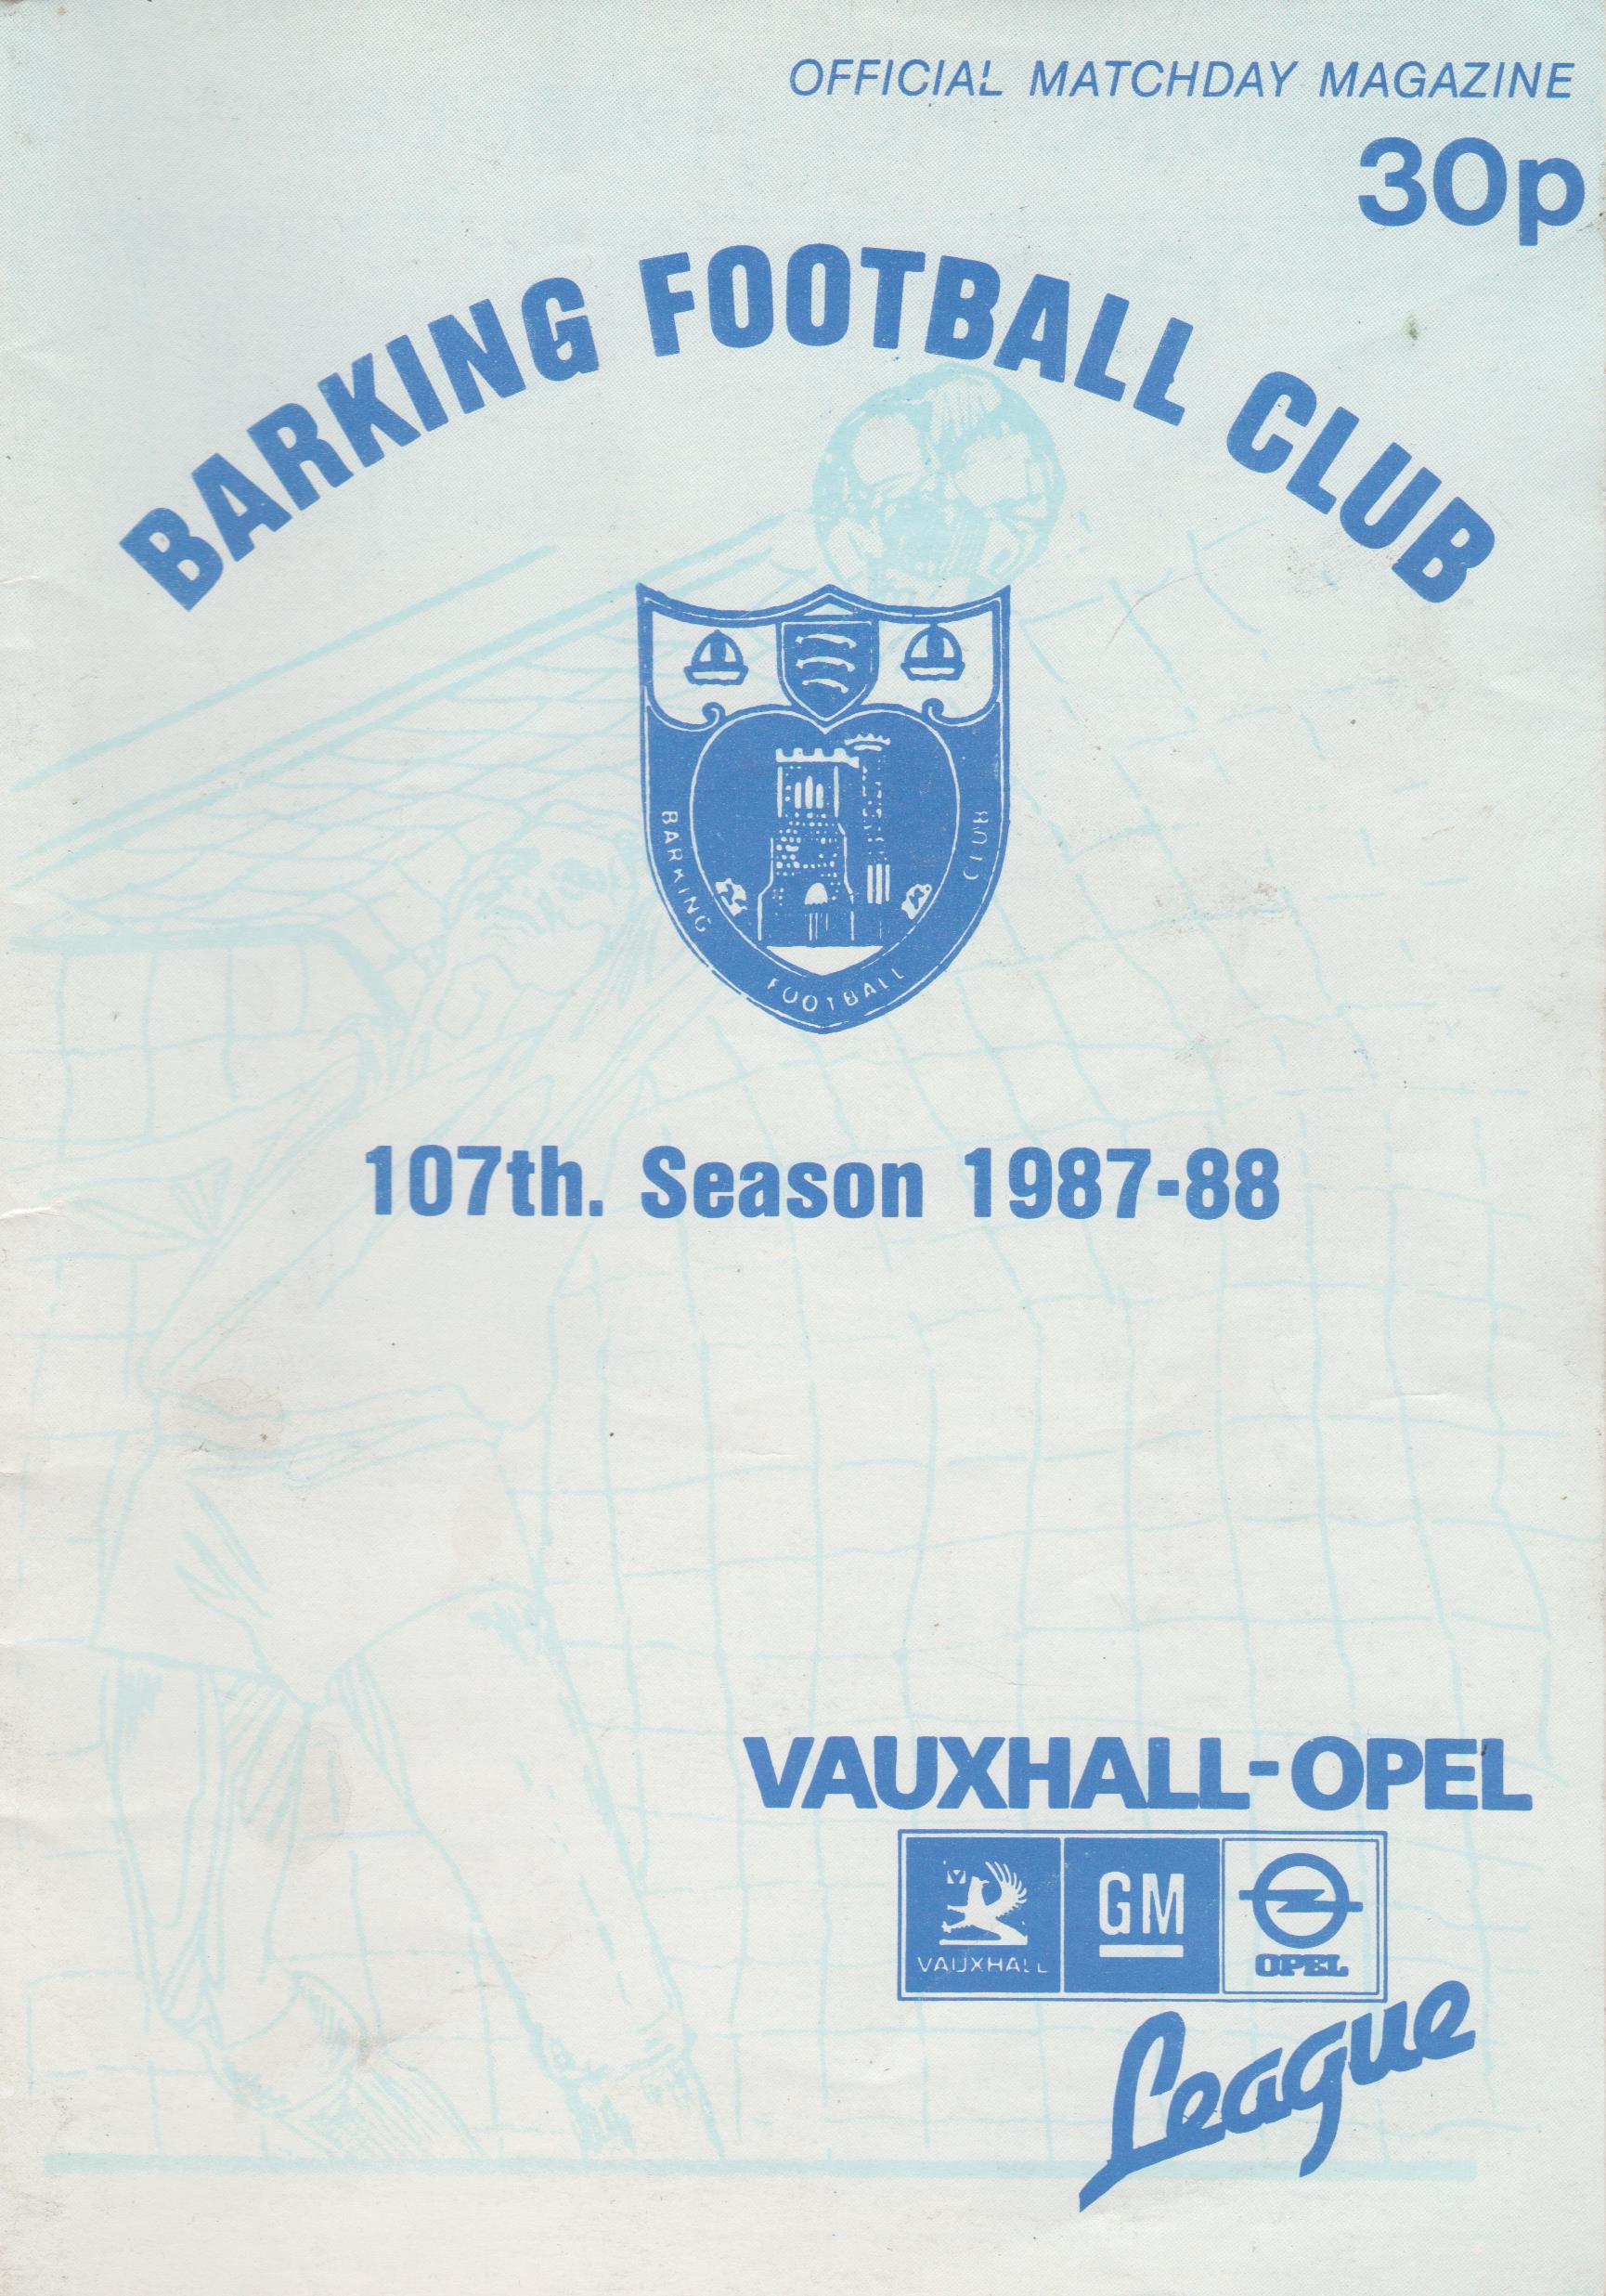 OFFICIAL MATCHDAY MAGAZINE
30p
BARKING FOOTBALL CLUB
BARKING FOOTBALL CLUB
107th. Season 1987-88
VAUXHALL-OPEL
VAUXHALL
GM
OPEL
League